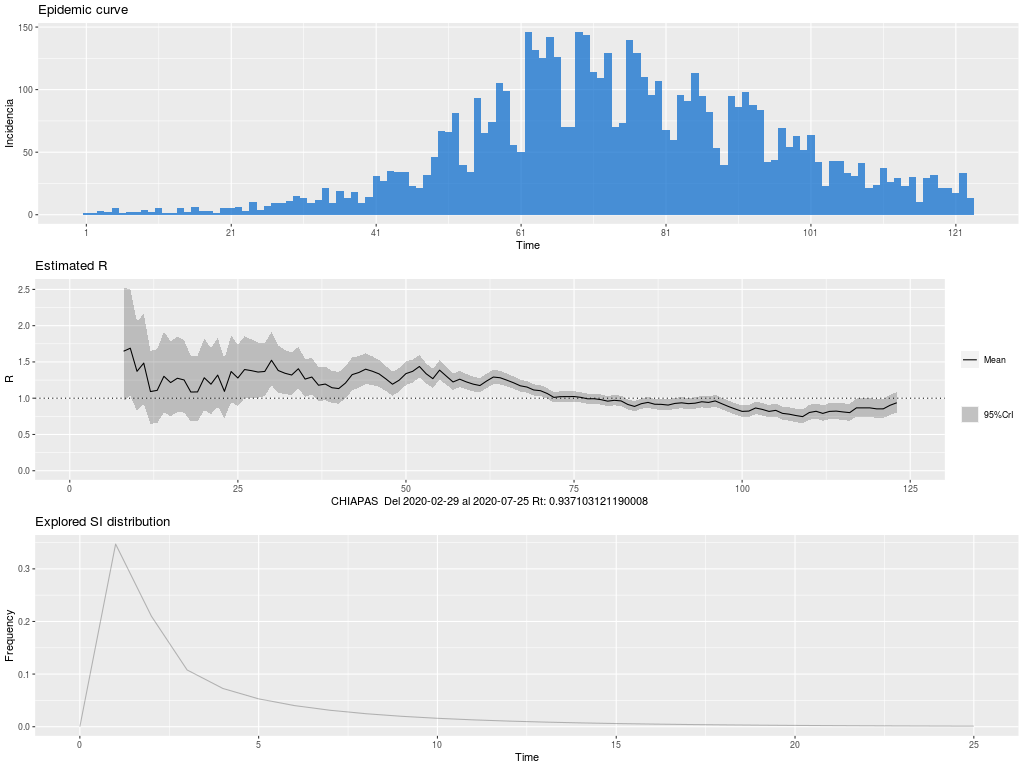 Epidemic curve
150
100
50
0
Incidencia
1 21 41 61 81 101 121
Time
Estimated R
2.5
2.0
1.5
1.0
0.5
0.0
R
Mean
95%CrI
0 25 50 75 100 125
CHIAPAS Del 2020-02-29 al 2020-07-25 Rt: 0.937103121190008
Explored SI distribution
0.3
0.2
0.1
0.0
Frequency
0 5 10 15 20 25
Time